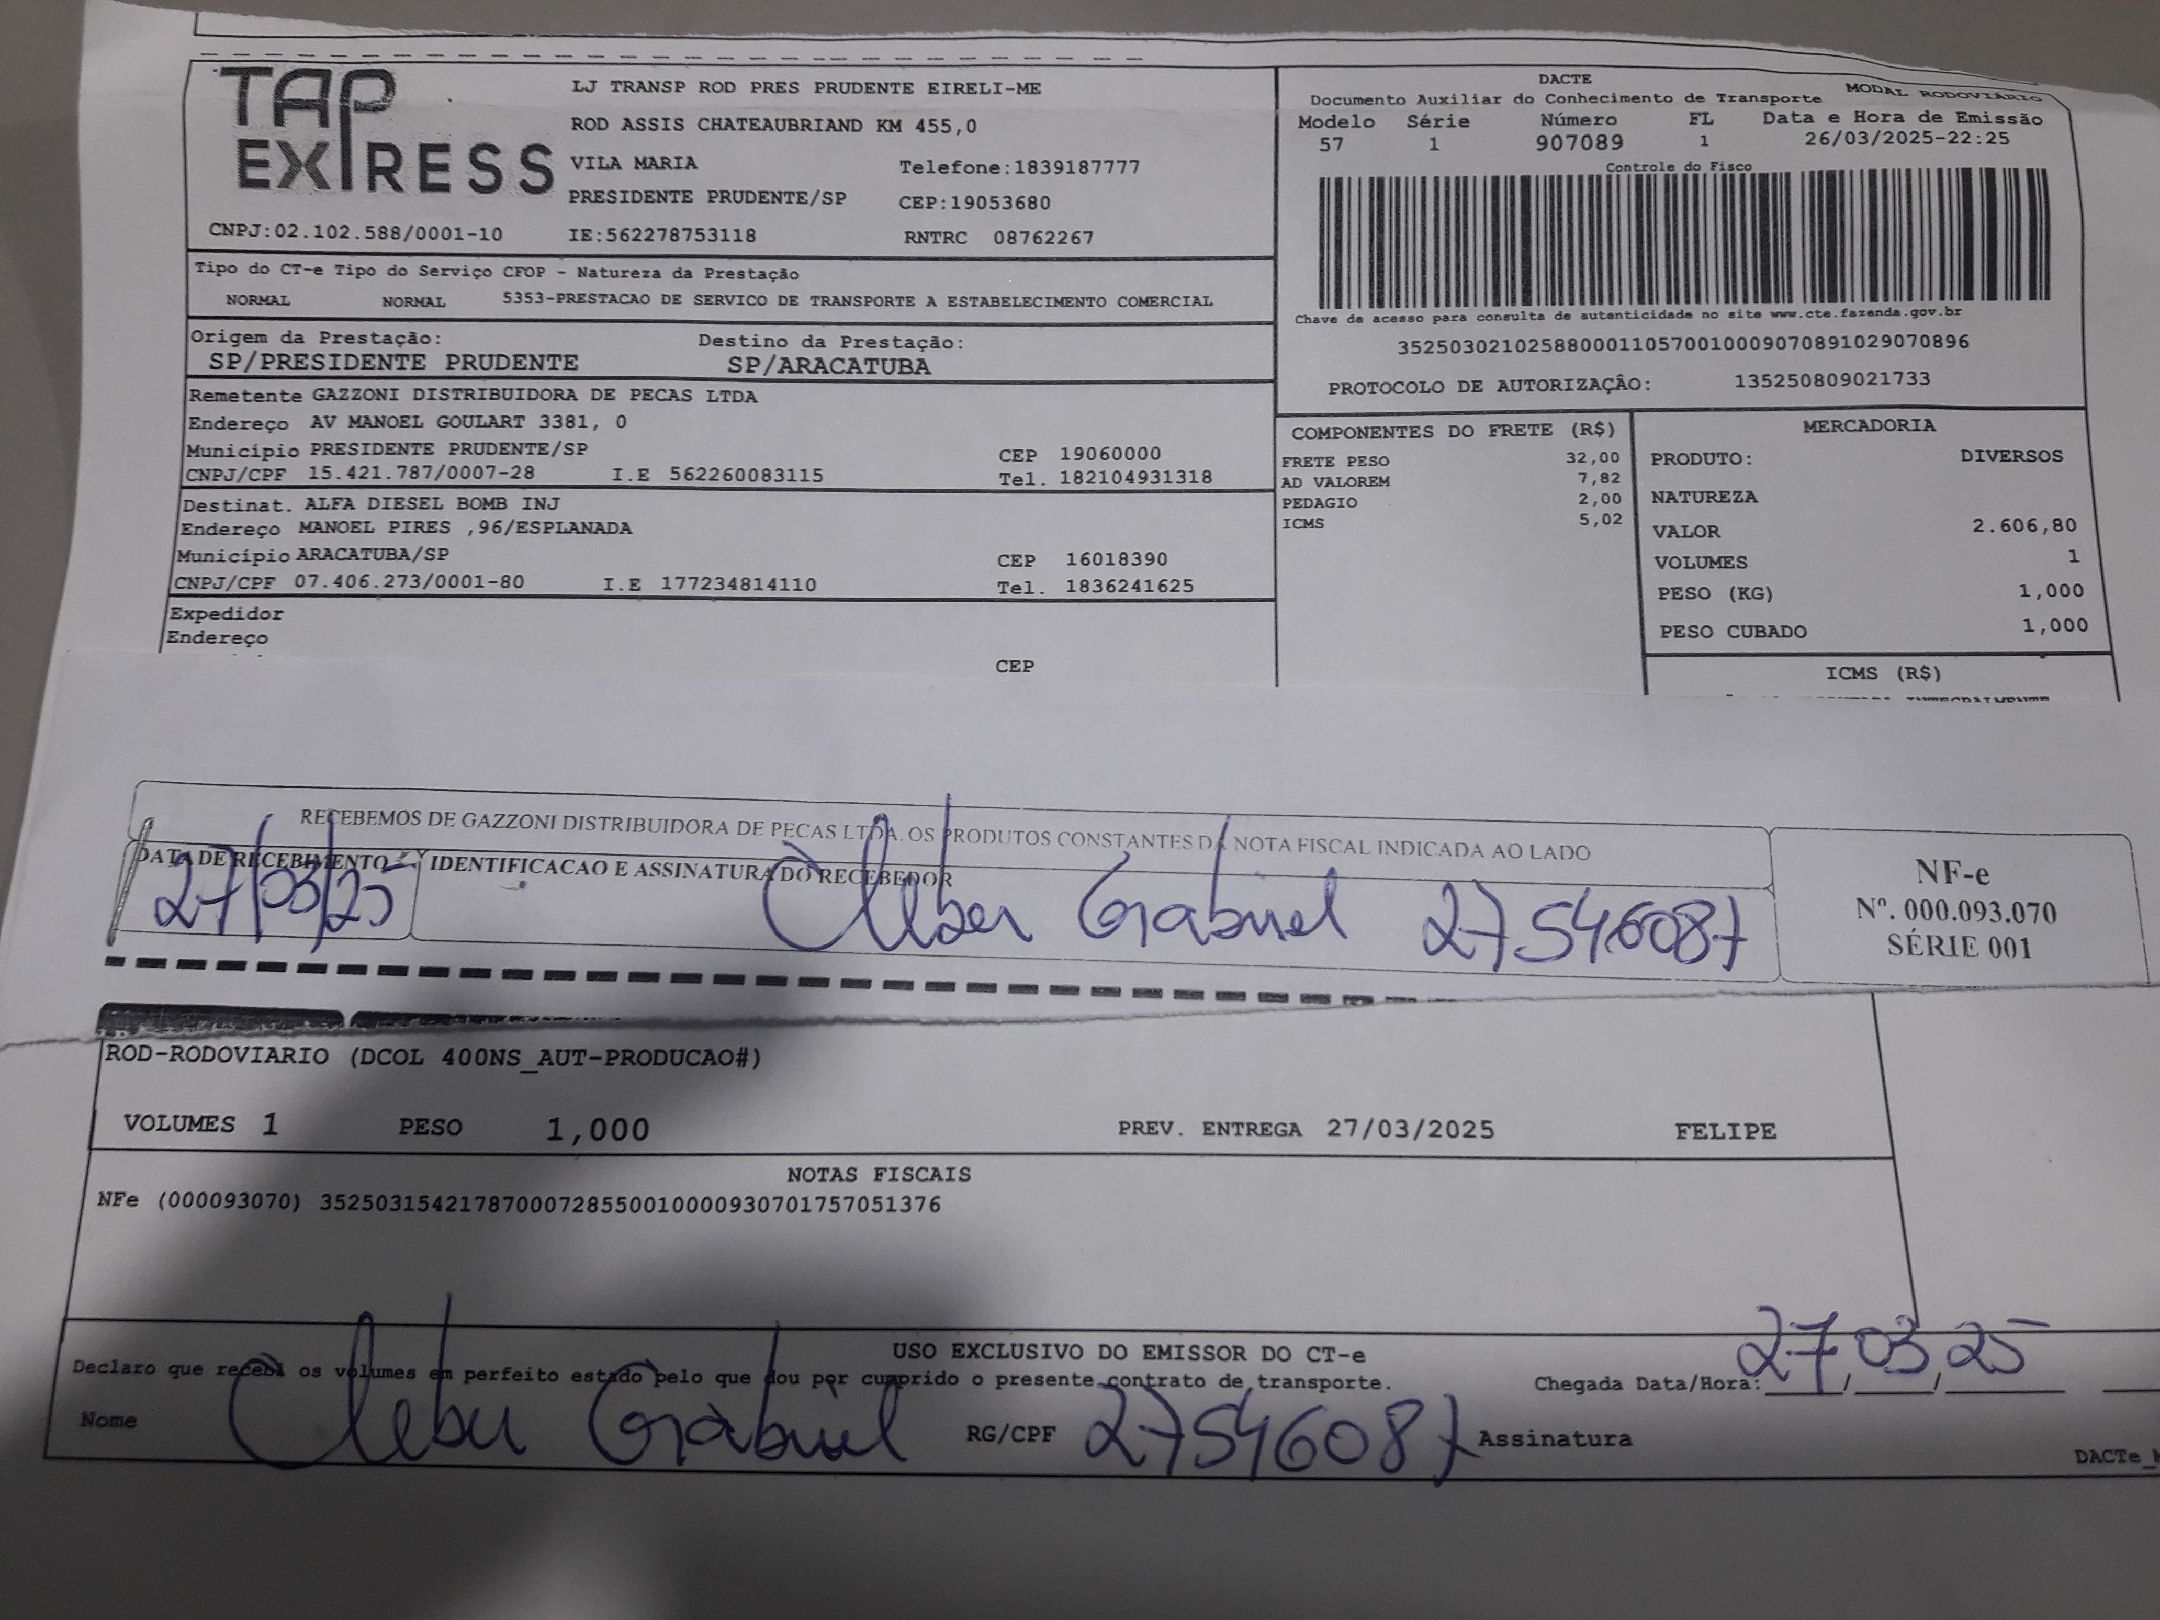 TAP
EXPRESS
LJ TRANSP ROD PRES PRUDENTE EIRELI-ME
ROD ASSIS CHATEAUBRIAND KM 455,0
VILA MARIA Telefone:1839187777
PRESIDENTE PRUDENTE/SP CEP:19053680
CNPJ:02.102.588/0001-10 IE:562278753118 RNTRC 08762267
DACTE
Documento Auxiliar do Conhecimento de Transporte MODAL RODOVIÁRIO
Modelo Série Número FL Data e Hora de Emissão
57 1 907089 1 26/03/2025-22:25
Controle do Fisco
Chave de acesso para consulta de autenticidade no site www.cte.fazenda.gov.br
35250302102588000110570010009070891029070896
PROTOCOLO DE AUTORIZAÇÃO: 135250809021733
Tipo do CT-e Tipo do Serviço CFOP - Natureza da Prestação
NORMAL NORMAL 5353-PRESTACAO DE SERVICO DE TRANSPORTE A ESTABELECIMENTO COMERCIAL
Origem da Prestação: Destino da Prestação:
SP/PRESIDENTE PRUDENTE SP/ARACATUBA
Remetente GAZZONI DISTRIBUIDORA DE PECAS LTDA
Endereço AV MANOEL GOULART 3381, 0
Município PRESIDENTE PRUDENTE/SP CEP 19060000
CNPJ/CPF 15.421.787/0007-28 I.E 562260083115 Tel. 182104931318
Destinat. ALFA DIESEL BOMB INJ
Endereço MANOEL PIRES ,96/ESPLANADA
Município ARACATUBA/SP CEP 16018390
CNPJ/CPF 07.406.273/0001-80 I.E 177234814110 Tel. 1836241625
Expedidor
Endereço
CEP
COMPONENTES DO FRETE (R$)
FRETE PESO 32,00
AD VALOREM 7,82
PEDAGIO 2,00
ICMS 5,02
MERCADORIA
PRODUTO: DIVERSOS
NATUREZA
VALOR 2.606,80
VOLUMES 1
PESO (KG) 1,000
PESO CUBADO 1,000
ICMS (R$)
RECEBEMOS DE GAZZONI DISTRIBUIDORA DE PECAS LTDA. OS PRODUTOS CONSTANTES DA NOTA FISCAL INDICADA AO LADO
DATA DE RECEBIMENTO IDENTIFICACAO E ASSINATURA DO RECEBEDOR
27/03/25 Cleber Gabriel 27546087
NF-e
Nº. 000.093.070
SÉRIE 001
ROD-RODOVIARIO (DCOL 400NS_AUT-PRODUCAO#)
VOLUMES 1 PESO 1,000 PREV. ENTREGA 27/03/2025 FELIPE
NOTAS FISCAIS
NFe (000093070) 35250315421787000728550010000930701757051376
USO EXCLUSIVO DO EMISSOR DO CT-e
Declaro que recebi os volumes em perfeito estado pelo que dou por cumprido o presente contrato de transporte. Chegada Data/Hora: 27/03/25
Nome Cleber Gabriel RG/CPF 27546087 Assinatura